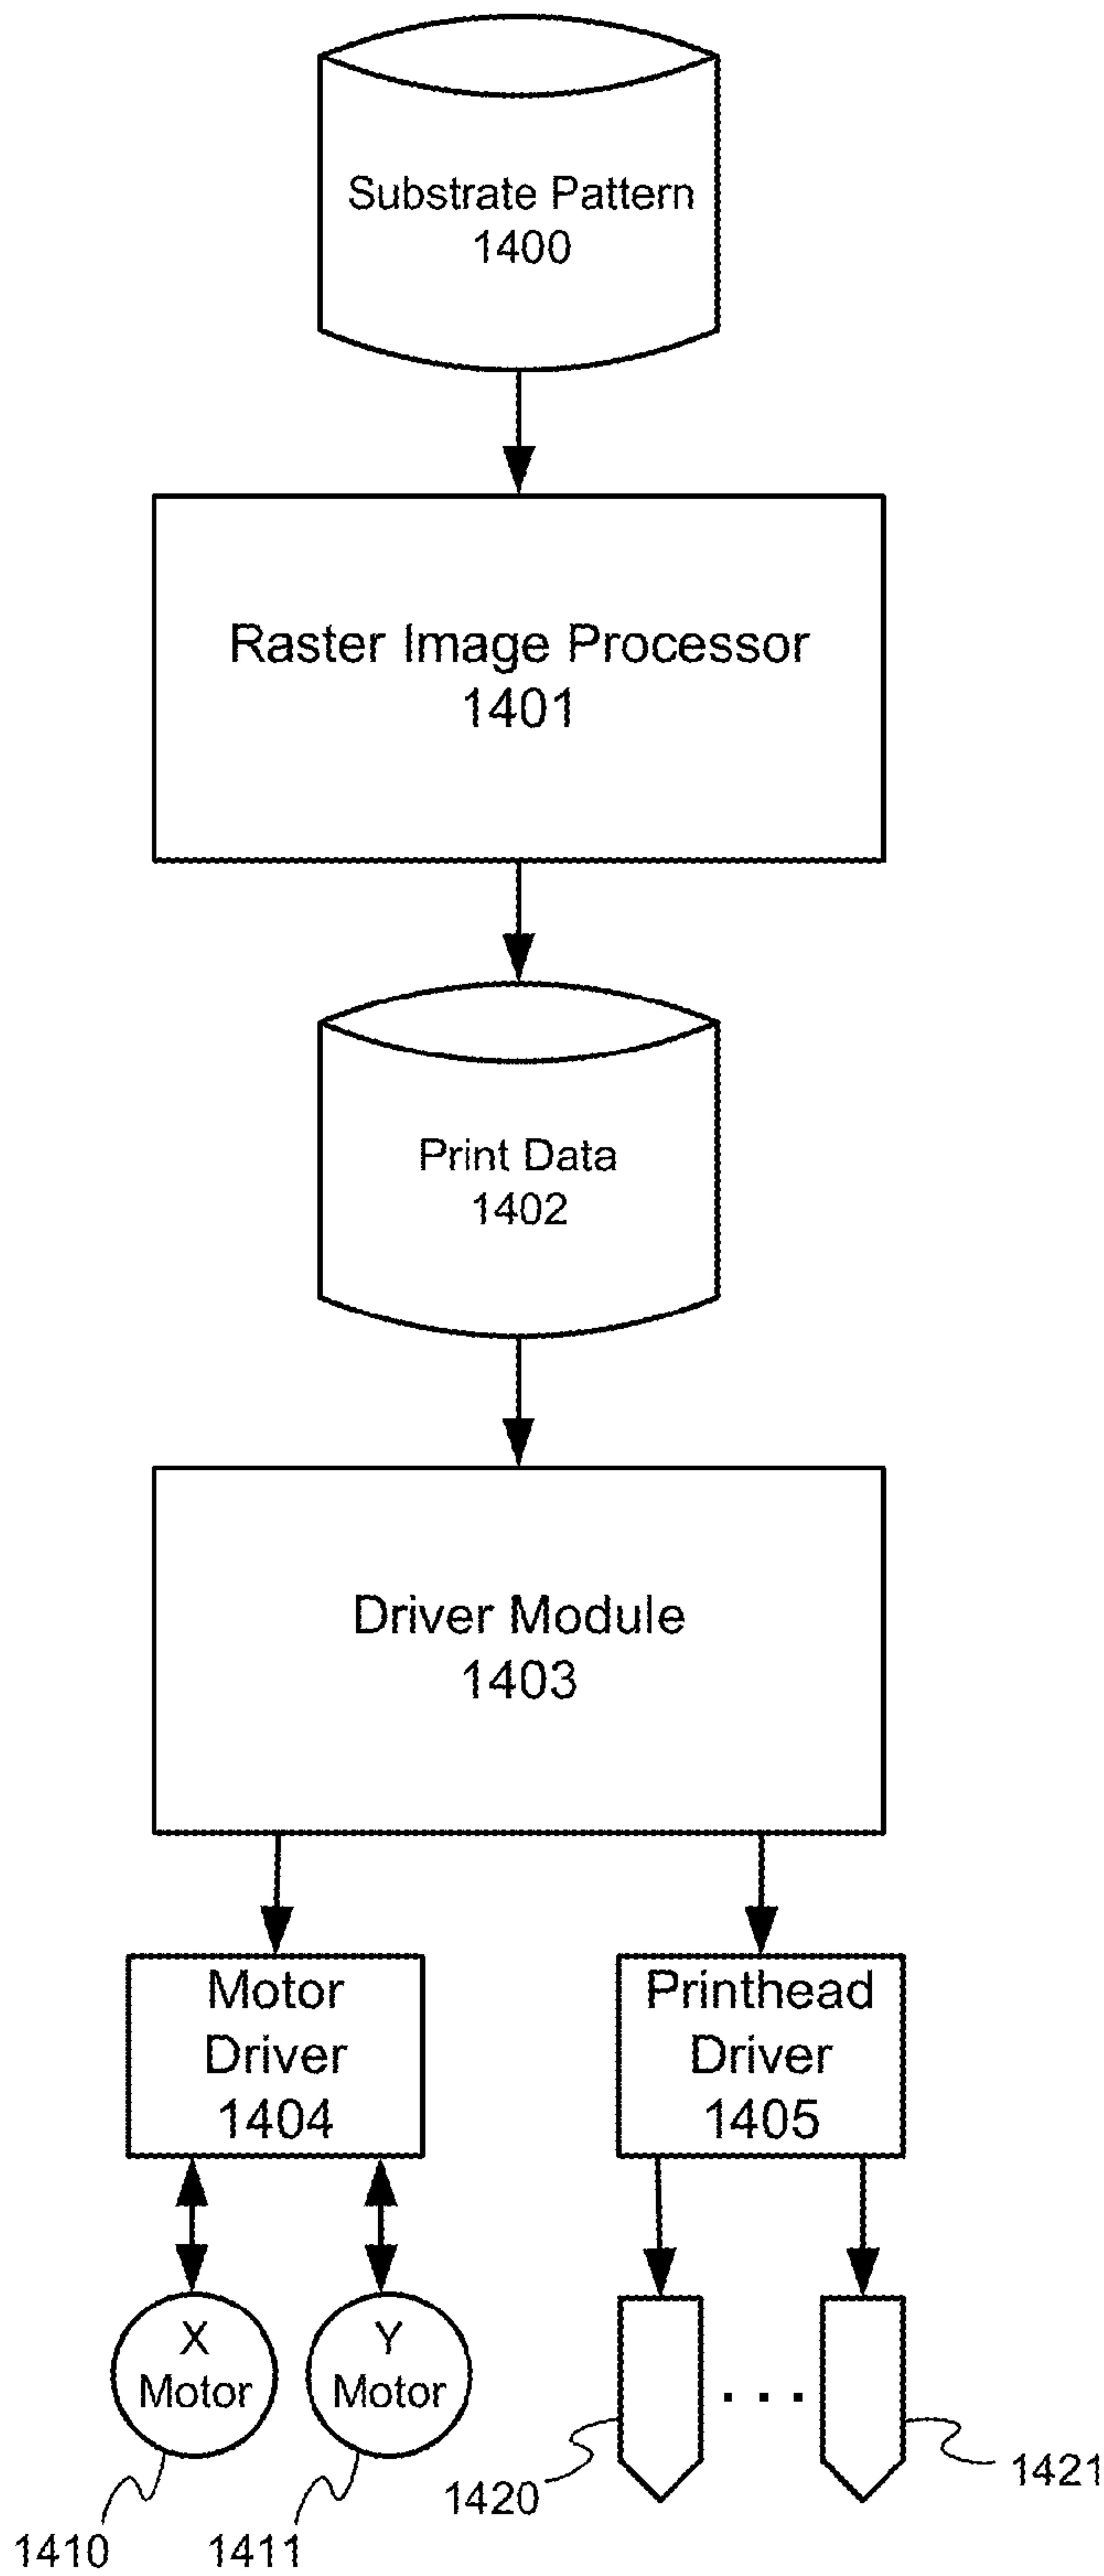 Substrate Pattern
1400
Raster Image Processor
1401
Print Data
1402
Driver Module
1403
Motor
Driver
1404
Printhead
Driver
1405
X
Motor
Y
Motor
. . .
1410
1411
1420
1421